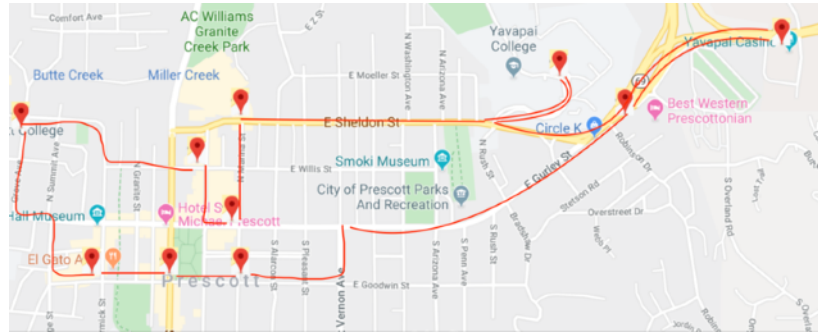 Comfort Ave
AC Williams
Granite
Creek Park
E Z St
N Washington Ave
N Arizona Ave
Yavapai
College
Yavapai Casino
Butte Creek
Miller Creek
E Moeller St
69
Best Western
Prescottonian
College
E Sheldon St
Circle K
N Rush St
Robinson Dr
N Summit Ave
N Granite St
E Willis St
Smoki Museum
E Gurley St
City of Prescott Parks
And Recreation
Stetson Rd
S Overland Rd
Overstreet Dr
Hall Museum
Hotel S
Michae
Prescott
Bradshaw Dr
S Alarcon St
S Pleasant St
S Arizona Ave
S Penn Ave
S Rush St
El Gato A
Prescott
E Goodwin St
S Vernon Ave